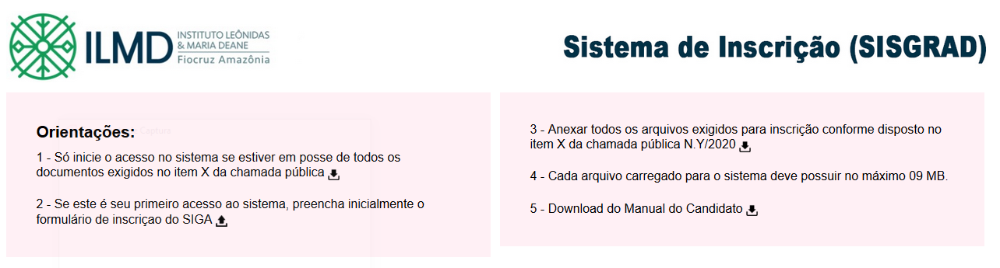 ILMD
INSTITUTO LEÔNIDAS
& MARIA DEANE
Fiocruz Amazônia
Sistema de Inscrição (SISGRAD)
Orientações:
Capture
1 - Só inicie o acesso no sistema se estiver em posse de todos os
documentos exigidos no item X da chamada pública
2 - Se este é seu primeiro acesso ao sistema, preencha inicialmente o
formulário de inscriçao do SIGA
3 - Anexar todos os arquivos exigidos para inscrição conforme disposto no
item X da chamada pública N.Y/2020
4 - Cada arquivo carregado para o sistema deve possuir no máximo 09 MB.
5 - Download do Manual do Candidato